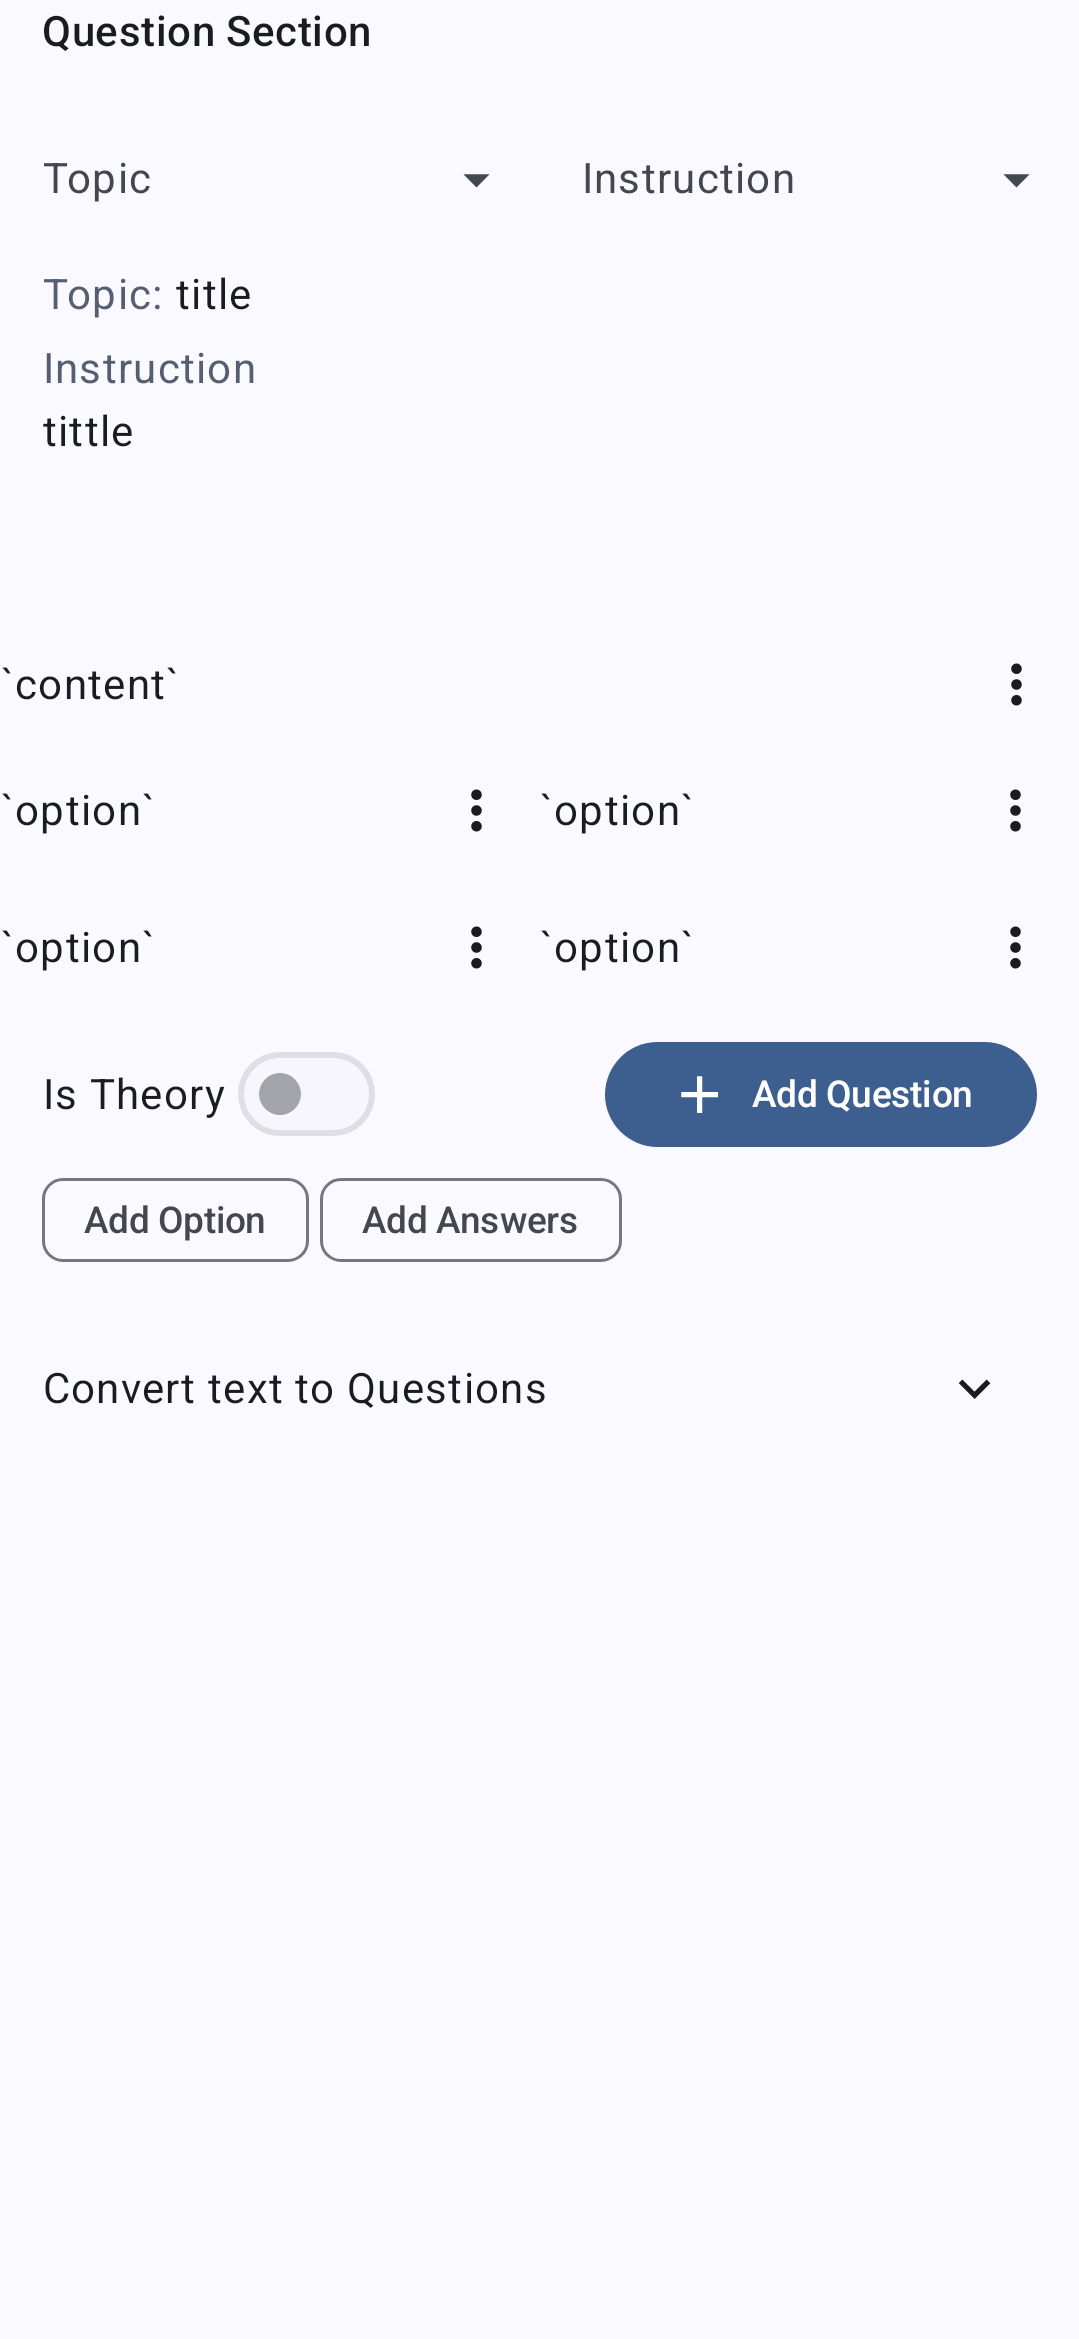 Question Section
Topic Instruction
Topic: title
Instruction
tittle
`content`
`option` `option`
`option` `option`
Is Theory Add Question
Add Option Add Answers
Convert text to Questions